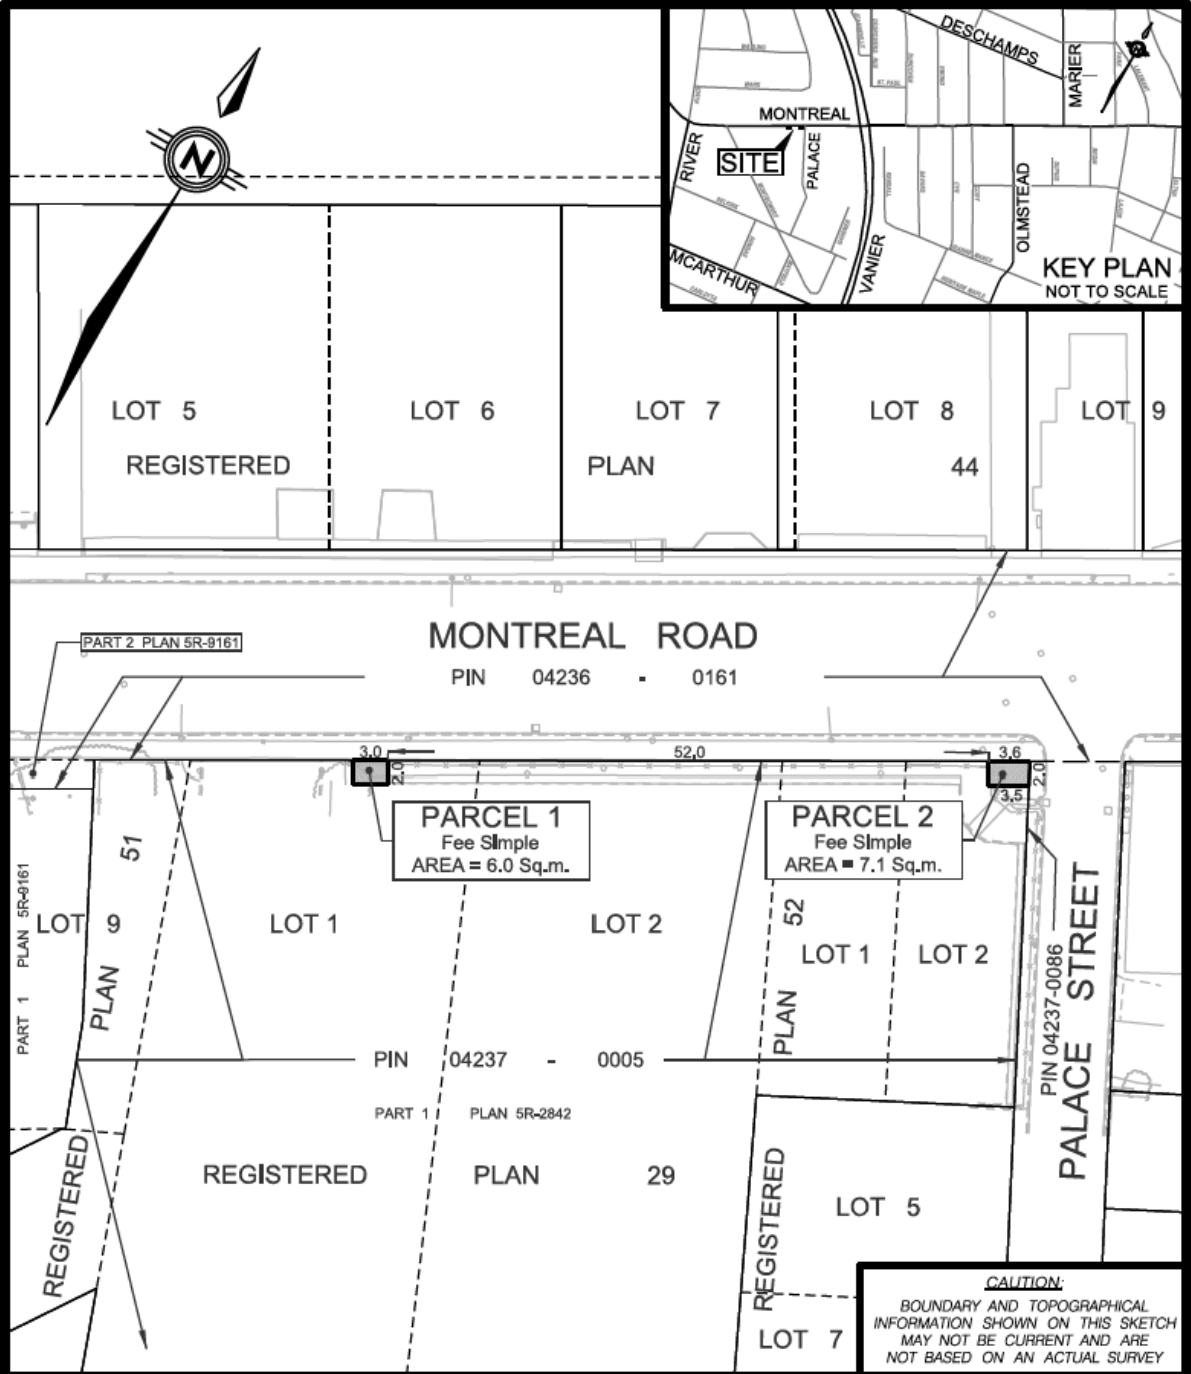 N
DESCHAMPS
MARIER
MONTREAL
RIVER
SITE
PALACE
OLMSTEAD
VANIER
MCARTHUR
KEY PLAN
NOT TO SCALE
LOT 5
LOT 6
LOT 7
LOT 8
LOT 9
REGISTERED PLAN 44
MONTREAL ROAD
PART 2 PLAN 5R-9161
PIN 04236 - 0161
3.0
52.0
3.6
2.0
2.0
3.5
PARCEL 1
Fee Simple
AREA = 6.0 Sq.m.
PARCEL 2
Fee Simple
AREA = 7.1 Sq.m.
PART 1 PLAN 5R-9161
LOT 9
REGISTERED PLAN 51
LOT 1
LOT 2
REGISTERED PLAN 52
LOT 1
LOT 2
PIN 04237-0086
PALACE STREET
PIN 04237 - 0005
PART 1 PLAN 5R-2842
REGISTERED PLAN 29
LOT 5
LOT 7
CAUTION:
BOUNDARY AND TOPOGRAPHICAL
INFORMATION SHOWN ON THIS SKETCH
MAY NOT BE CURRENT AND ARE
NOT BASED ON AN ACTUAL SURVEY